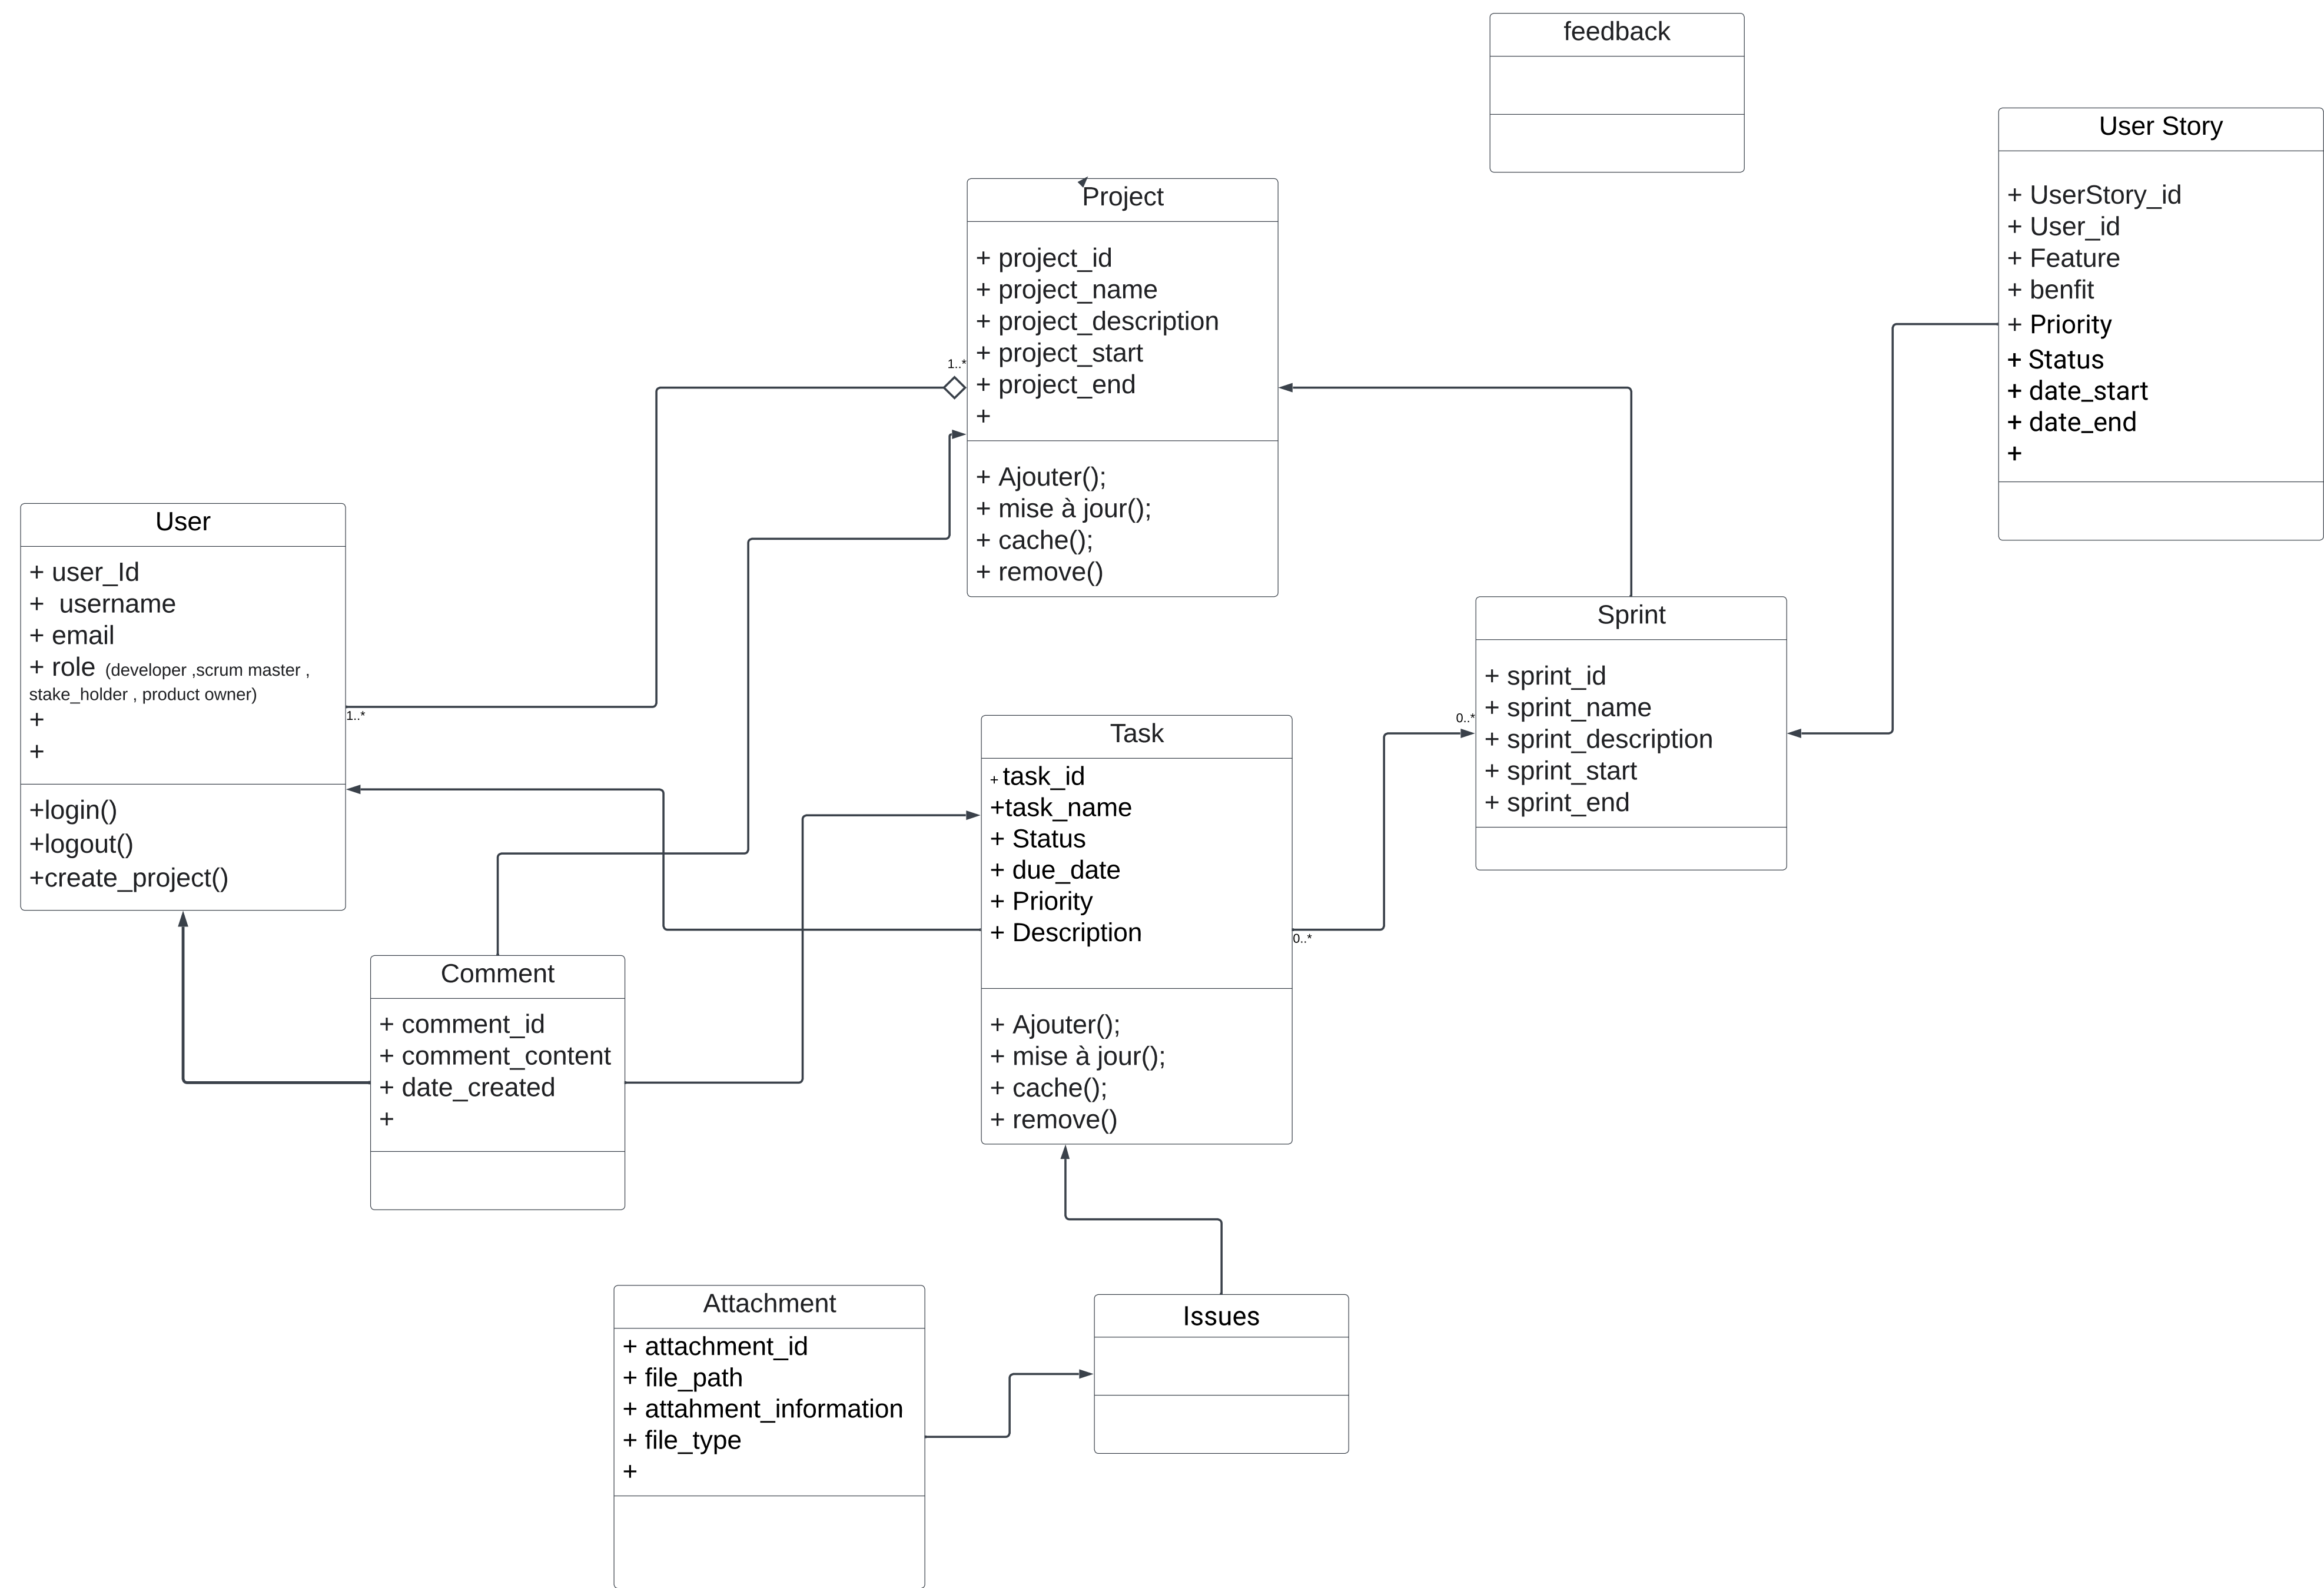 feedback
User Story
+ UserStory_id
+ User_id
+ Feature
+ benfit
+ Priority
+ Status
+ date_start
+ date_end
+
Project
+ project_id
+ project_name
+ project_description
+ project_start
+ project_end
+
+ Ajouter();
+ mise à jour();
+ cache();
+ remove()
1..*
User
+ user_Id
+ username
+ email
+ role (developer ,scrum master ,
stake_holder , product owner)
+
+
+login()
+logout()
+create_project()
1..*
Sprint
+ sprint_id
+ sprint_name
+ sprint_description
+ sprint_start
+ sprint_end
0..*
Task
+ task_id
+task_name
+ Status
+ due_date
+ Priority
+ Description
+ Ajouter();
+ mise à jour();
+ cache();
+ remove()
0..*
Comment
+ comment_id
+ comment_content
+ date_created
+
Attachment
+ attachment_id
+ file_path
+ attahment_information
+ file_type
+
Issues